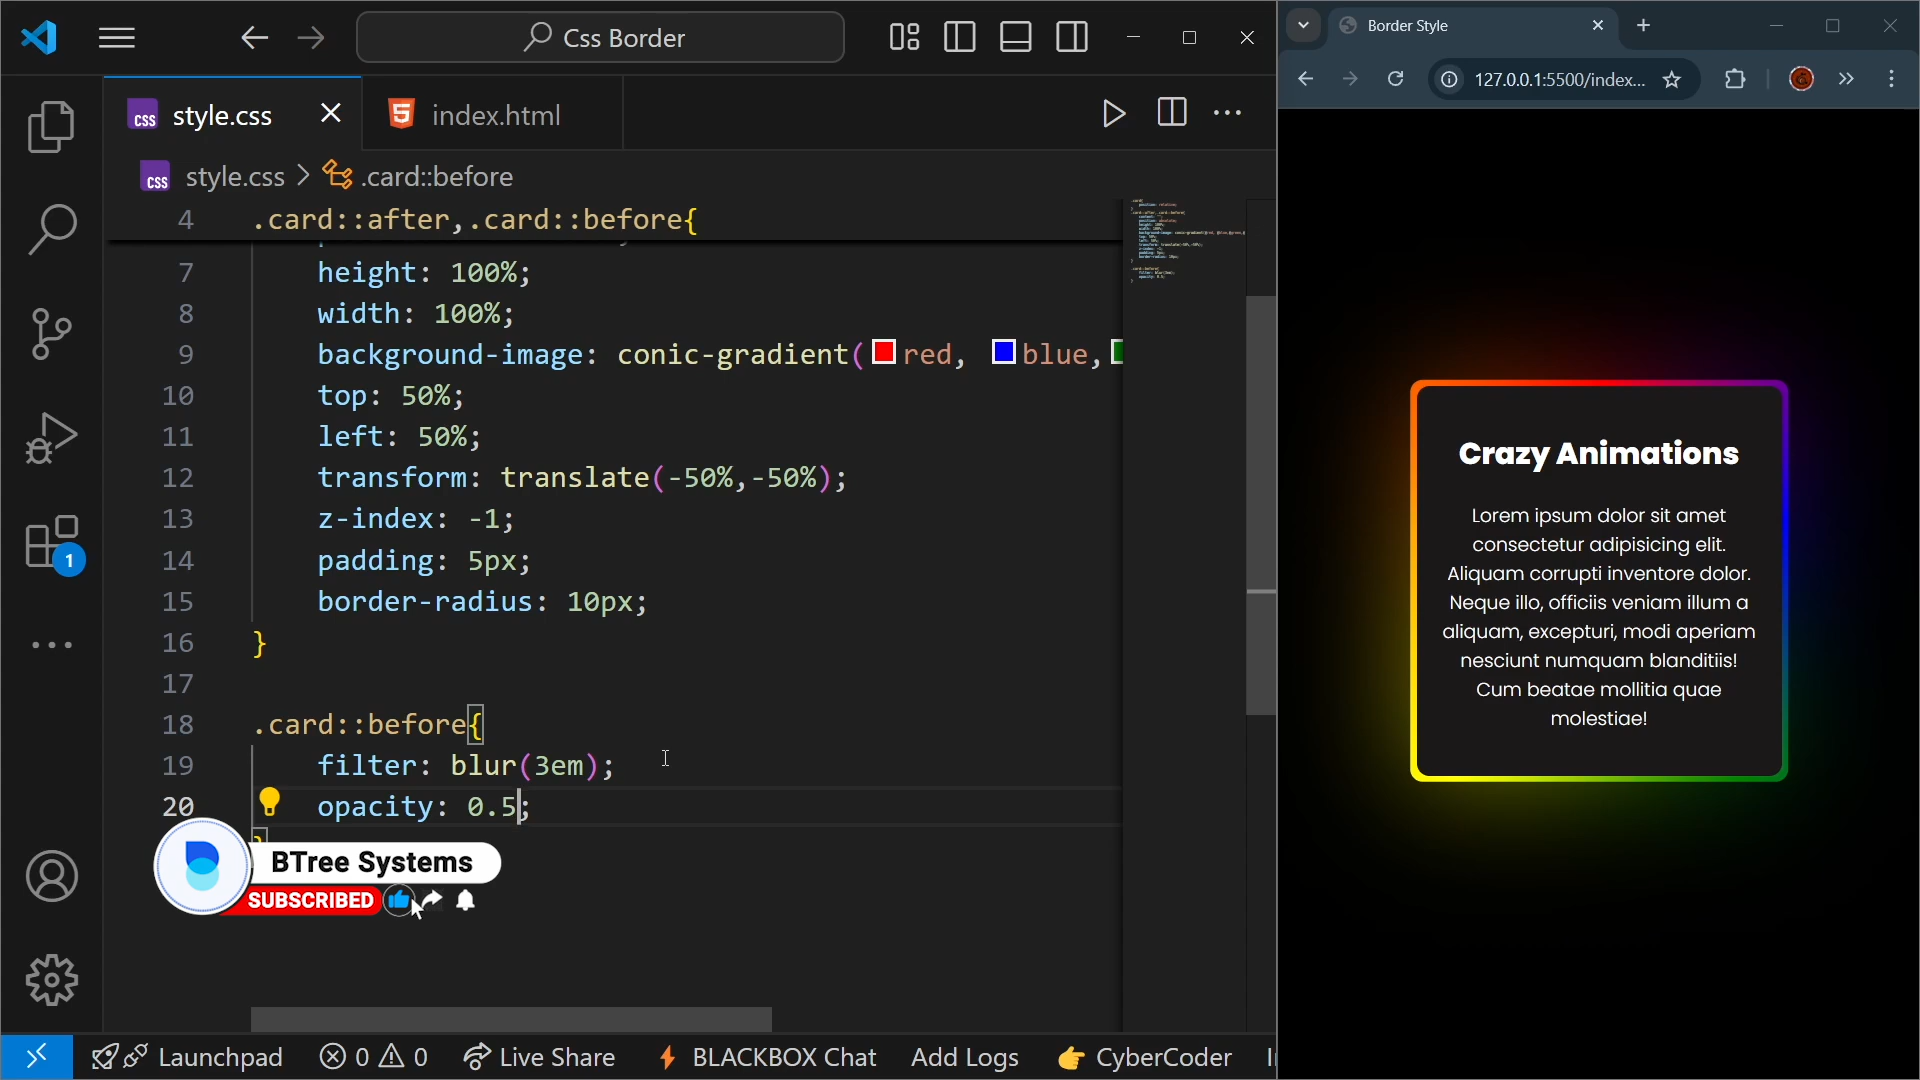 Css Border
style.css
index.html
style.css > .card::before
4 .card::after,.card::before{
7 height: 100%;
8 width: 100%;
9 background-image: conic-gradient(red, blue,
10 top: 50%;
11 left: 50%;
12 transform: translate(-50%,-50%);
13 z-index: -1;
14 padding: 5px;
15 border-radius: 10px;
16 }
17
18 .card::before{
19 filter: blur(3em);
20 opacity: 0.5;
BTree Systems
SUBSCRIBED
1
Launchpad 0 0 Live Share BLACKBOX Chat Add Logs CyberCoder
Border Style
127.0.0.1:5500/index...
Crazy Animations
Lorem ipsum dolor sit amet
consectetur adipisicing elit.
Aliquam corrupti inventore dolor.
Neque illo, officiis veniam illum a
aliquam, excepturi, modi aperiam
nesciunt numquam blanditiis!
Cum beatae mollitia quae
molestiae!